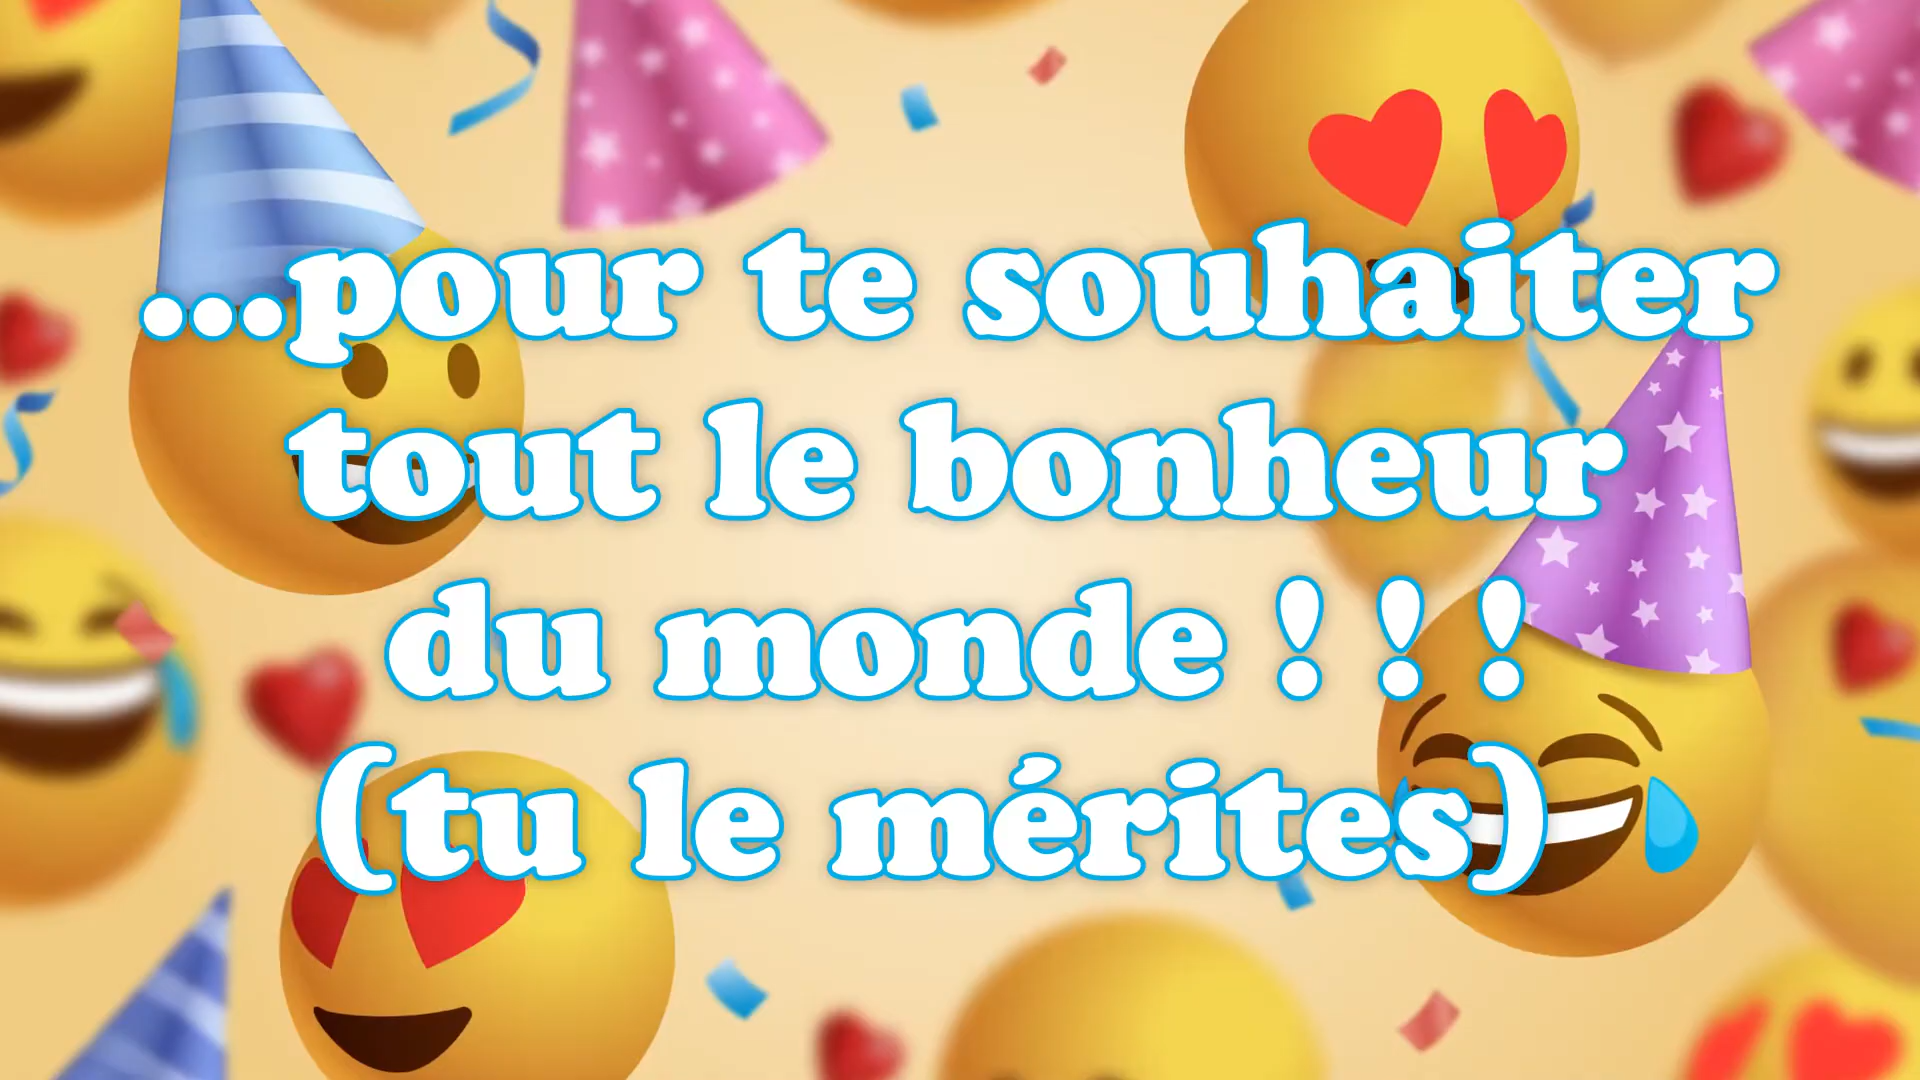 ...pour te souhaiter
tout le bonheur
du monde ! ! !
(tu le mérites)